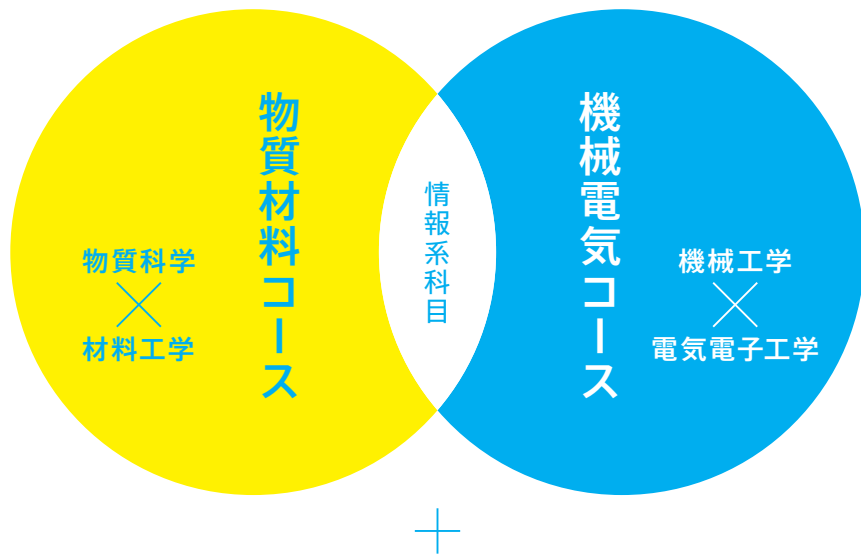 物質材料コース
物質科学
×
材料工学
情報系科目
機械電気コース
機械工学
×
電気電子工学
+